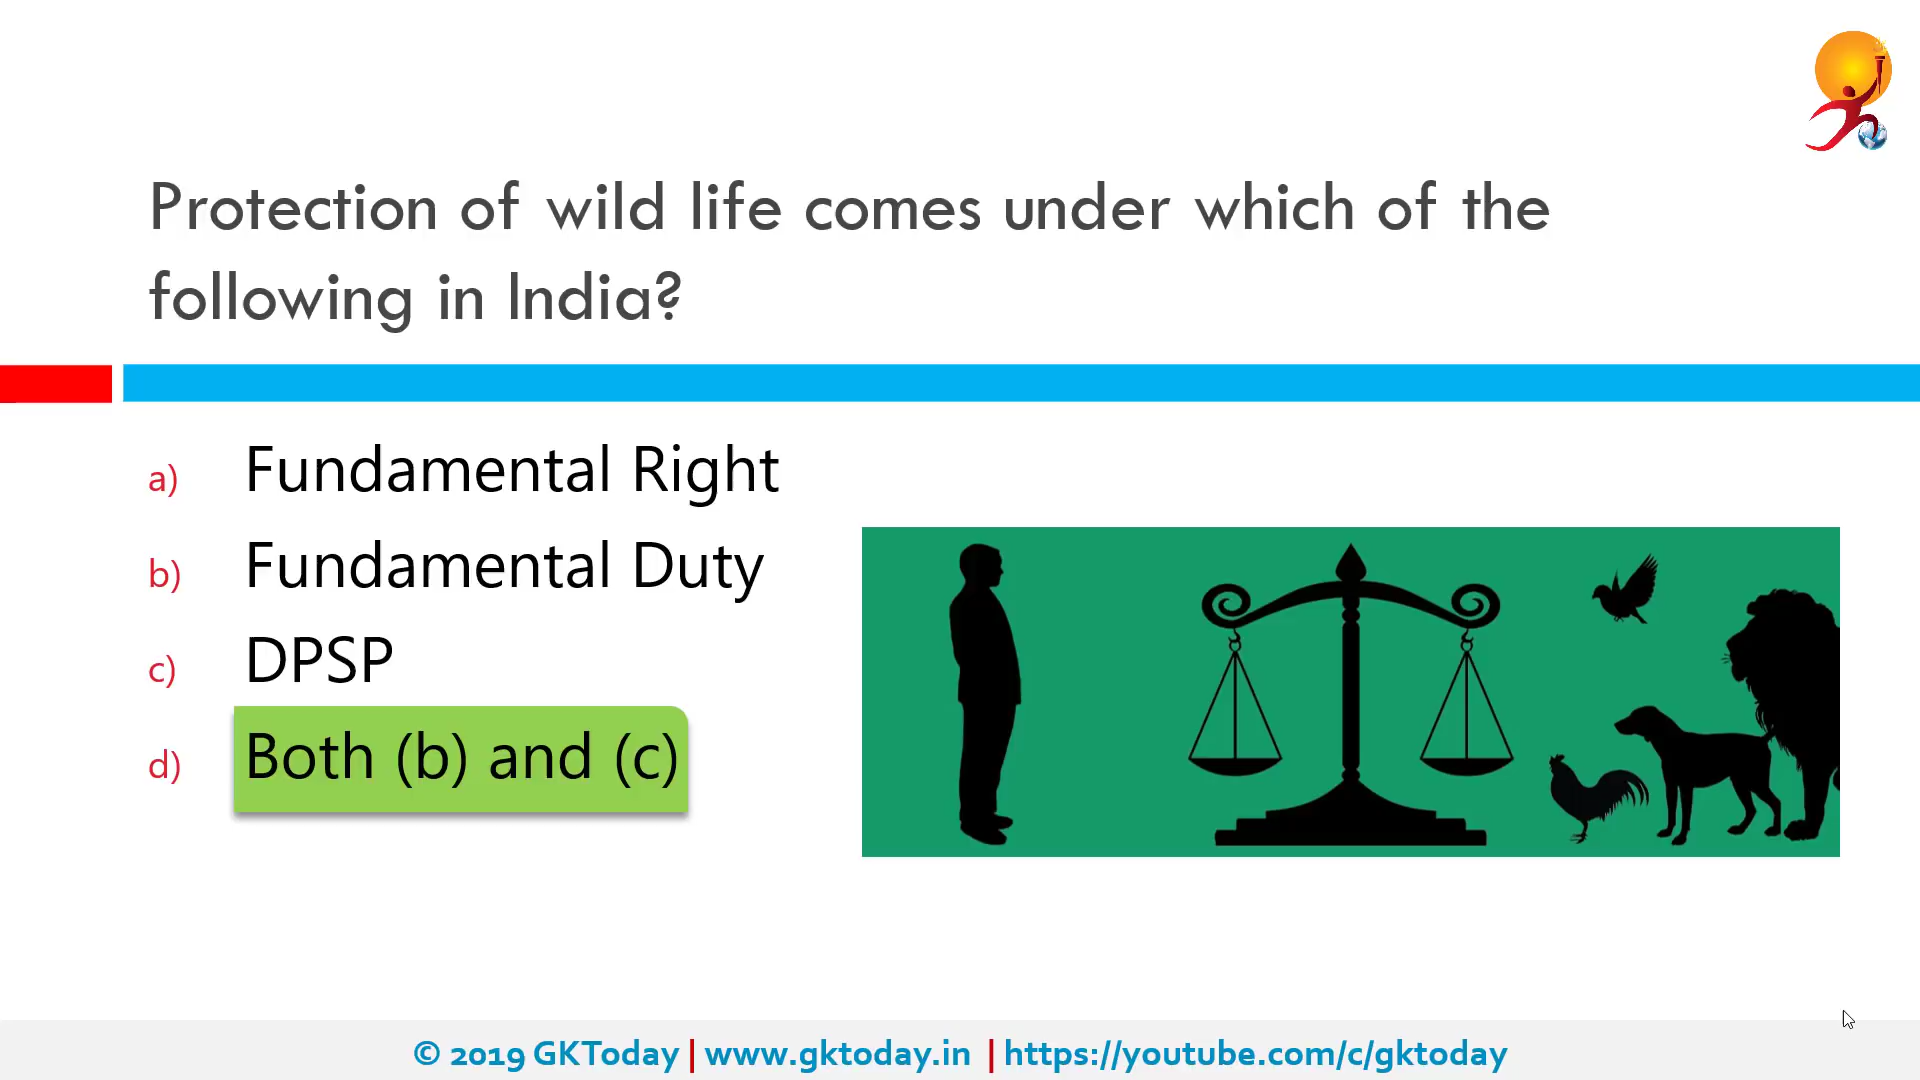 Protection of wild life comes under which of the
following in India?
a) Fundamental Right
b) Fundamental Duty
c) DPSP
d) Both (b) and (c)
© 2019 GKToday | www.gktoday.in | https://youtube.com/c/gktoday